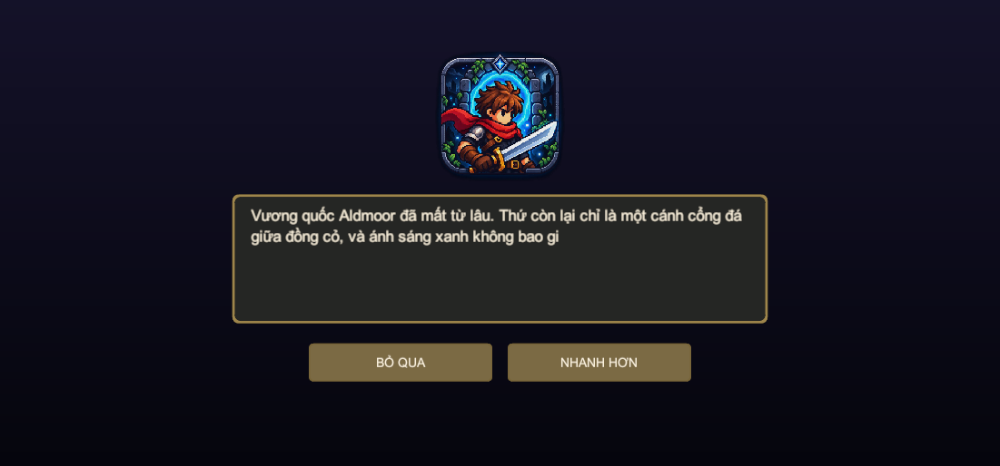 Vương quốc Aldmoor đã mất từ lâu. Thứ còn lại chỉ là một cánh cổng đá
giữa đồng cỏ, và ánh sáng xanh không bao gi
BỎ QUA
NHANH HƠN